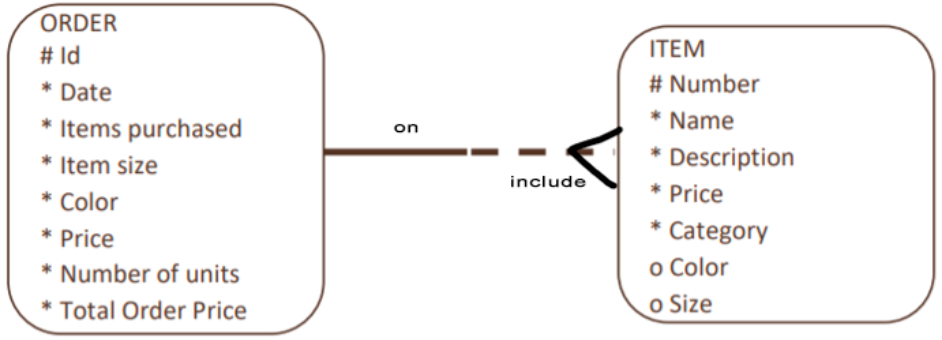 ORDER
# Id
* Date
* Items purchased
* Item size
* Color
* Price
* Number of units
* Total Order Price
on
include
ITEM
# Number
* Name
* Description
* Price
* Category
o Color
o Size